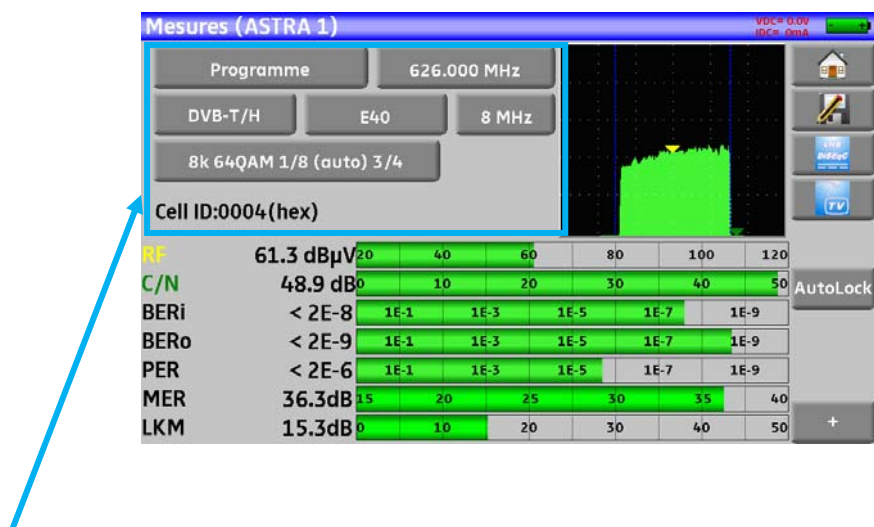 Mesures (ASTRA 1)
VDC= 0.0V
IDC= 0mA
Programme 626.000 MHz
DVB-T/H E40 8 MHz
8k 64QAM 1/8 (auto) 3/4
Cell ID:0004(hex)
LNB
DiSEqC
TV
RF 61.3 dBµV 20 40 60 80 100 120
C/N 48.9 dB 0 10 20 30 40 50
BERi < 2E-8 1E-1 1E-3 1E-5 1E-7 1E-9
BERo < 2E-9 1E-1 1E-3 1E-5 1E-7 1E-9
PER < 2E-6 1E-1 1E-3 1E-5 1E-7 1E-9
MER 36.3dB 15 20 25 30 35 40
LKM 15.3dB 0 10 20 30 40 50
AutoLock
+